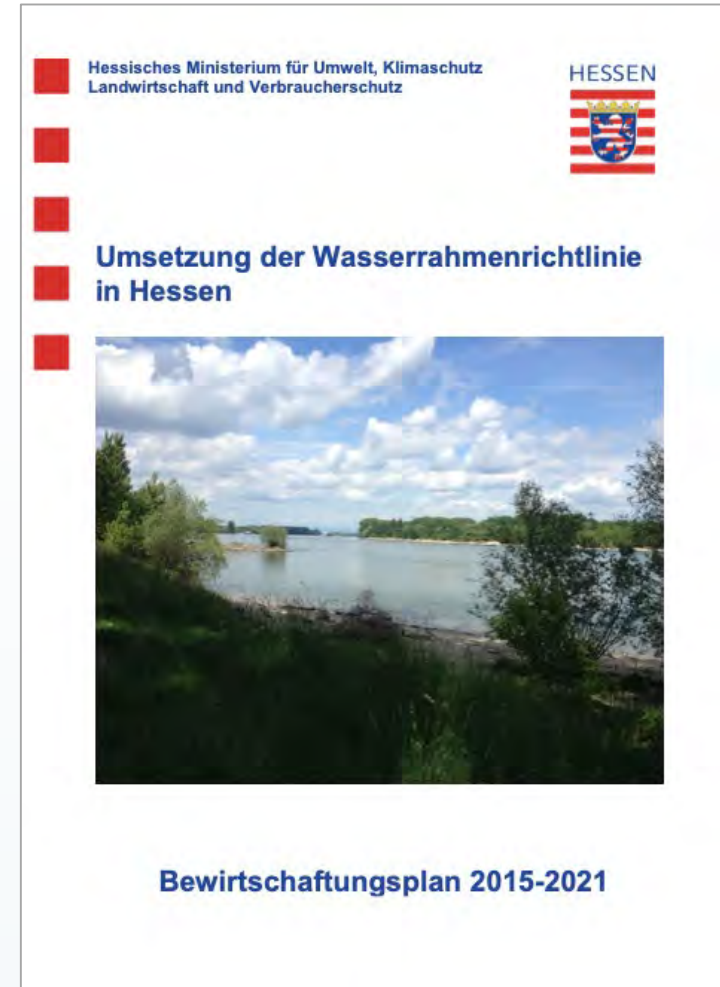 Hessisches Ministerium für Umwelt, Klimaschutz
Landwirtschaft und Verbraucherschutz
HESSEN
Umsetzung der Wasserrahmenrichtlinie
in Hessen
Bewirtschaftungsplan 2015-2021